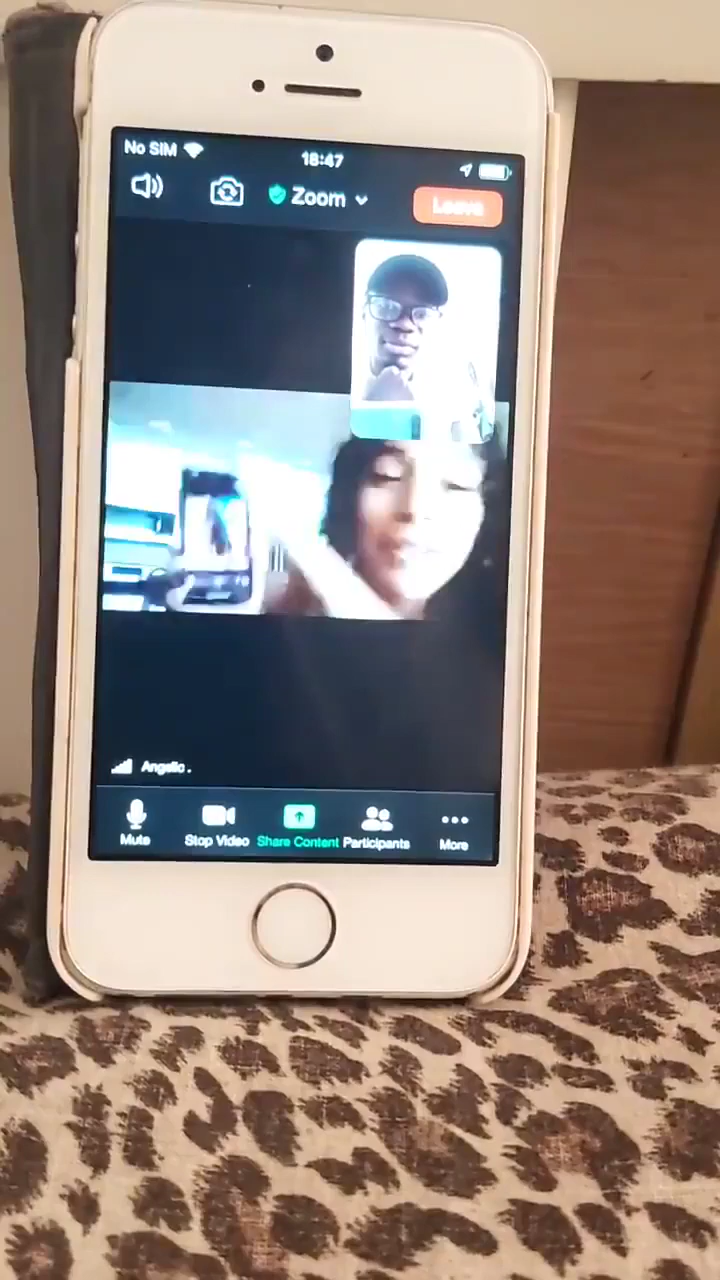 No SIM
18:47
Zoom
Leave
Angelic .
Mute
Stop Video
Share Content
Participants
More